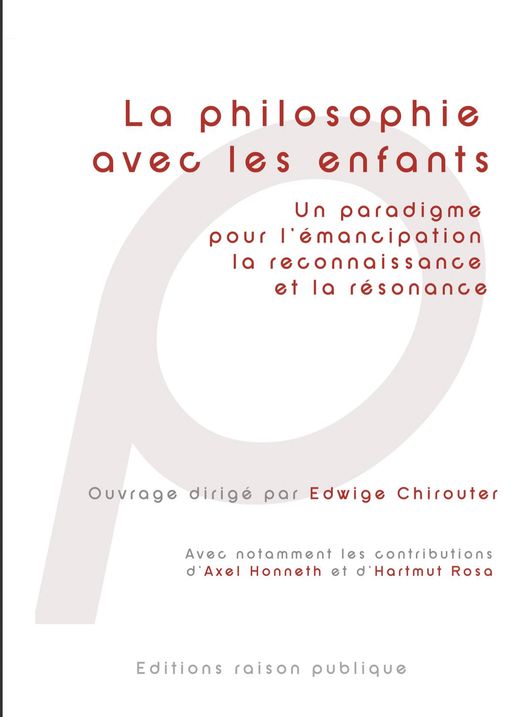 La philosophie
avec les enfants
Un paradigme
pour l'émancipation
la reconnaissance
et la résonance
Ouvrage dirigé par Edwige Chirouter
Avec notamment les contributions
d'Axel Honneth et d'Hartmut Rosa
Editions raison publique